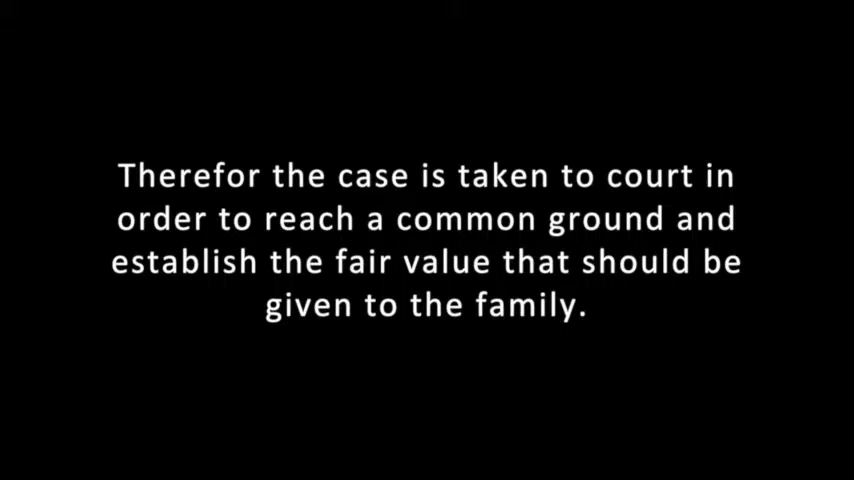 Therefor the case is taken to court in
order to reach a common ground and
establish the fair value that should be
given to the family.